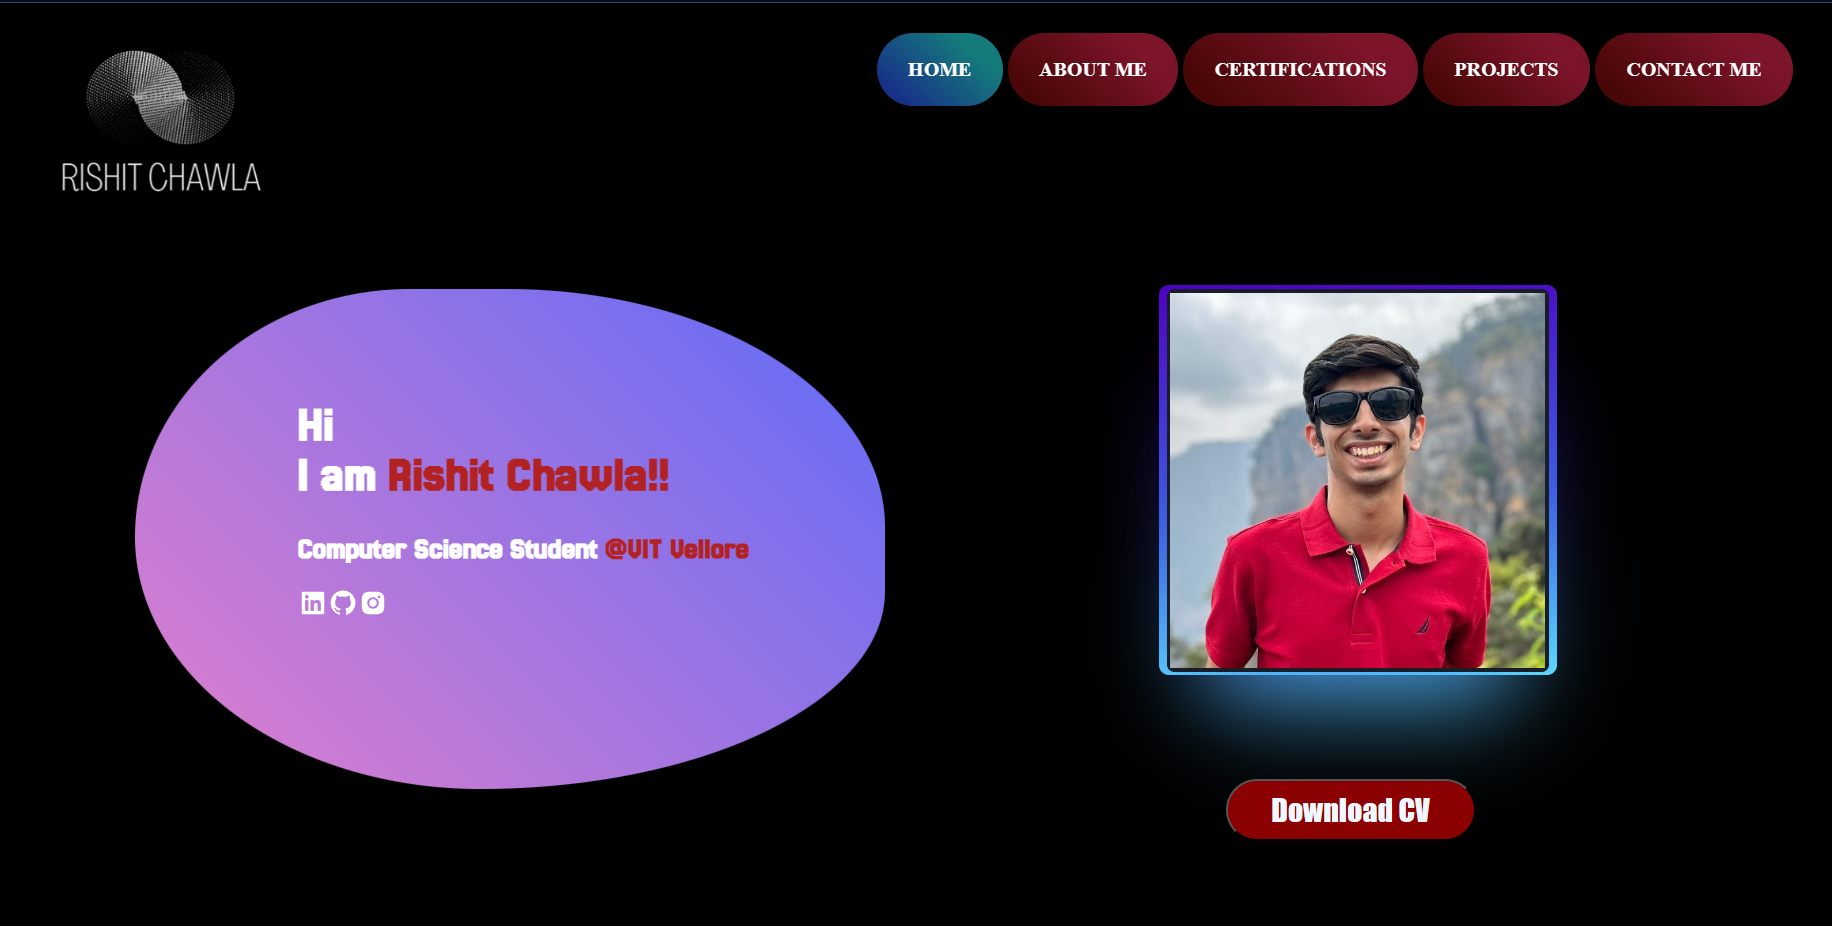 HOME
ABOUT ME
CERTIFICATIONS
PROJECTS
CONTACT ME
RISHIT CHAWLA
Hi
I am Rishit Chawla!!
Computer Science Student @VIT Vellore
in
Download CV